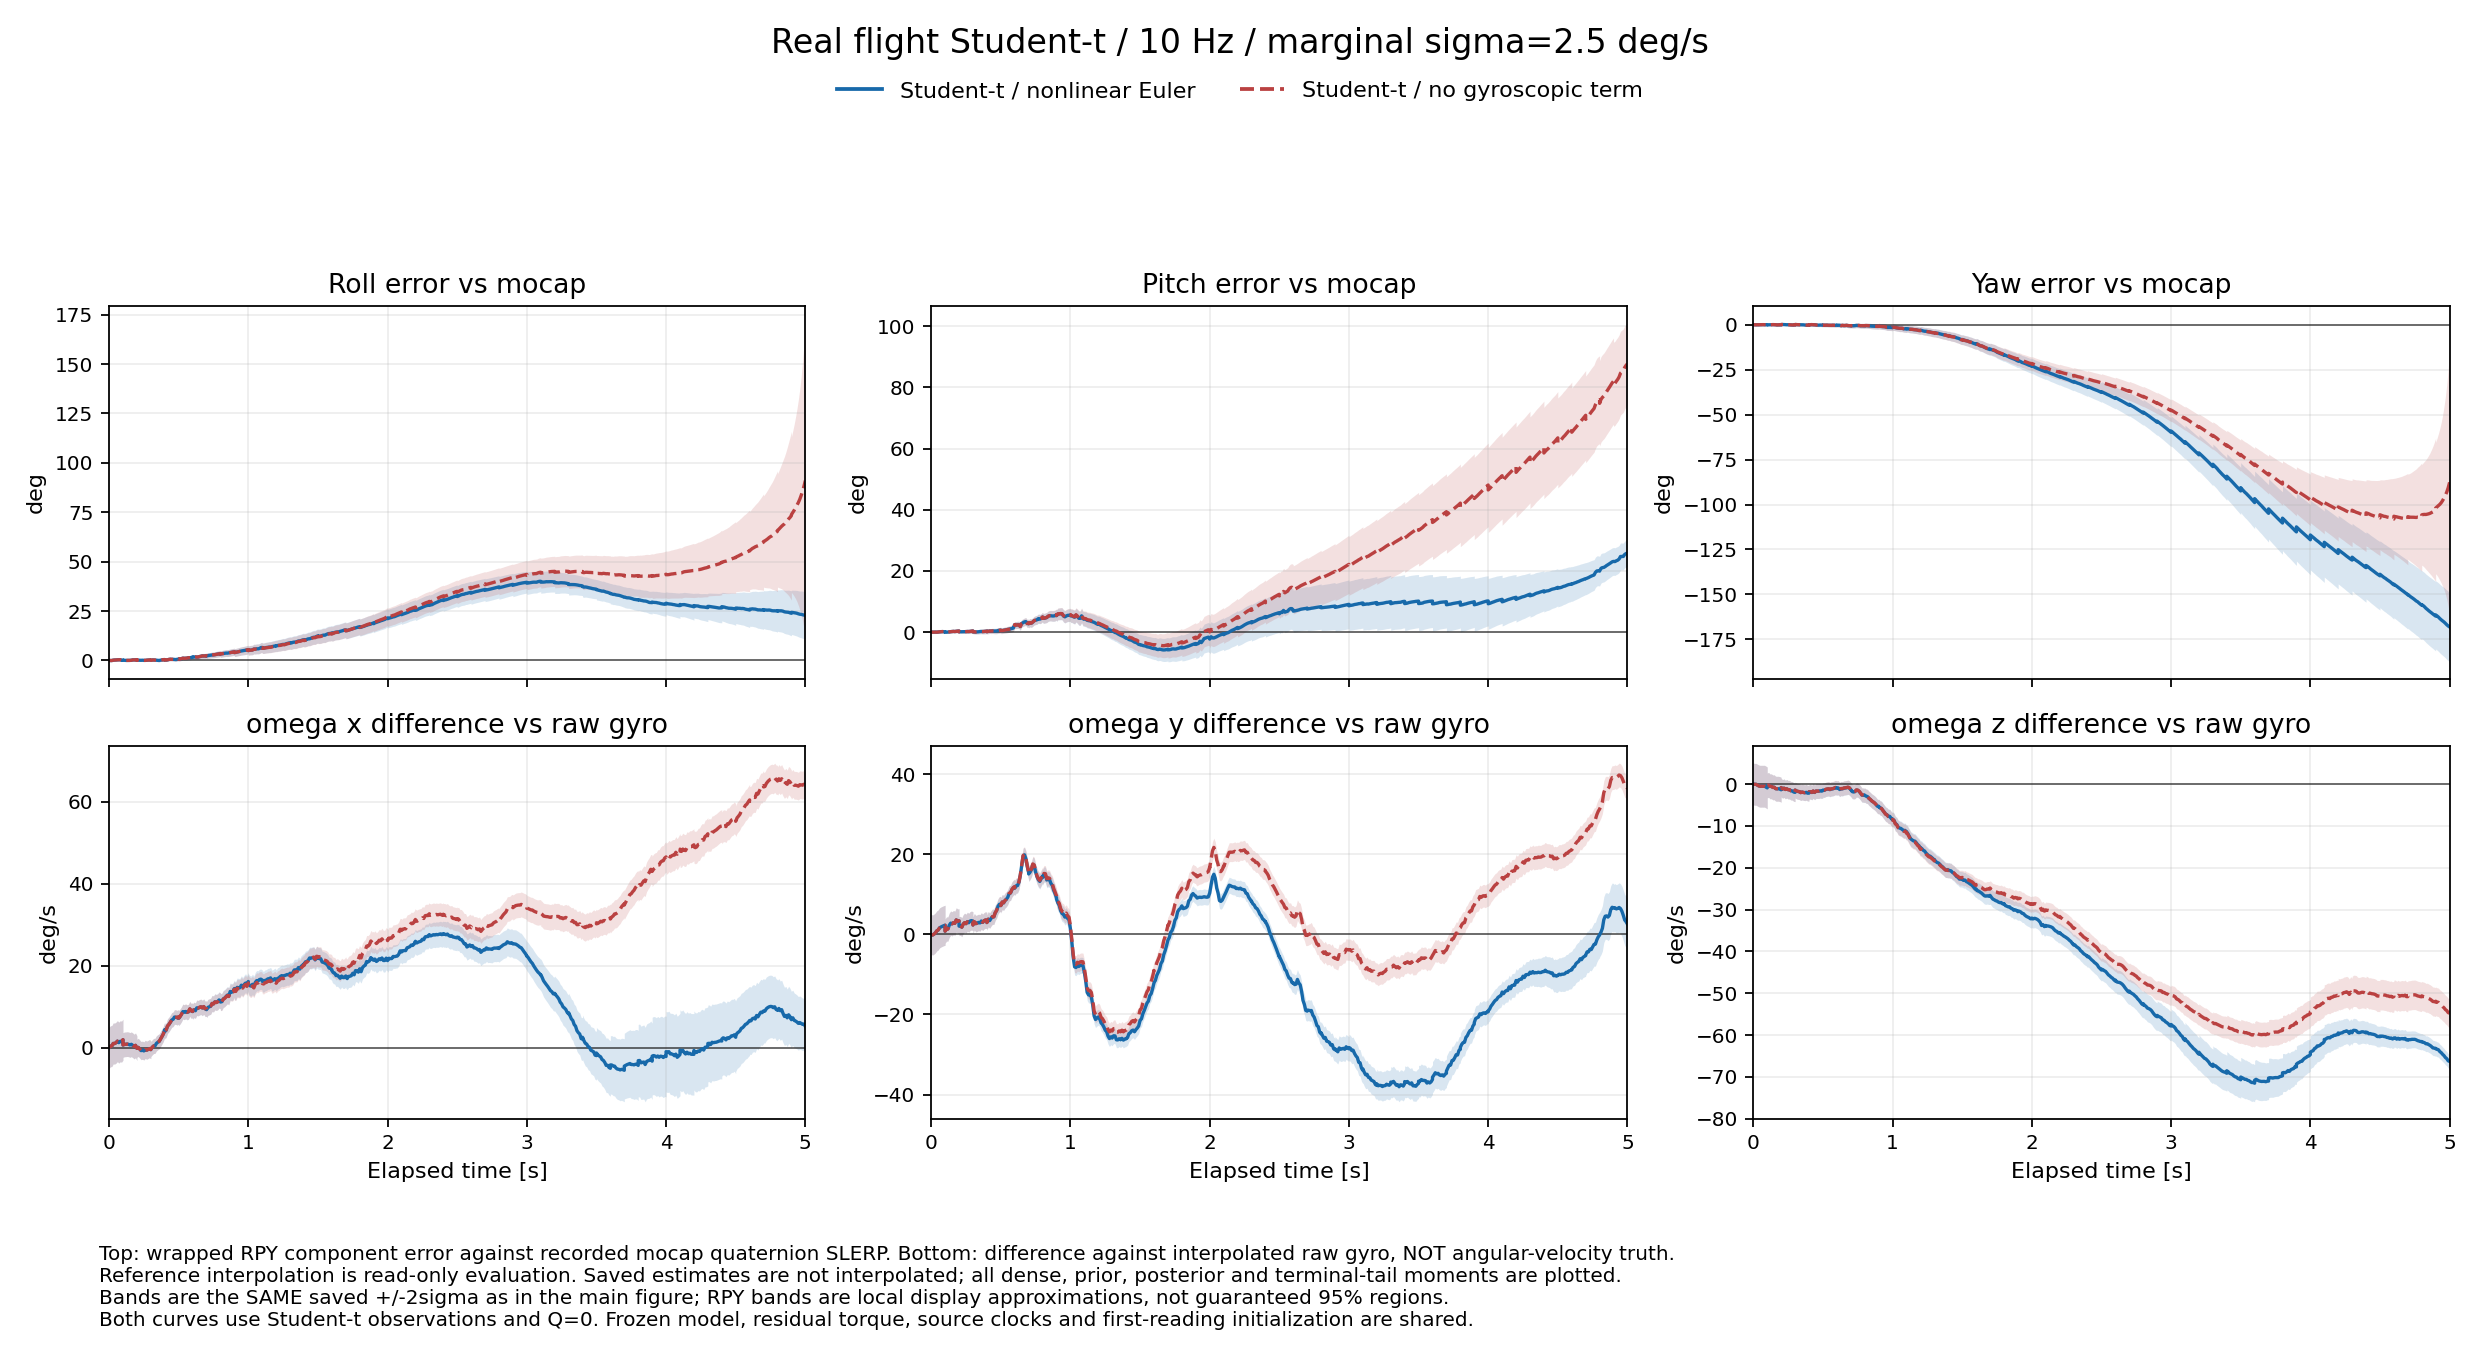 Real flight Student-t / 10 Hz / marginal sigma=2.5 deg/s
Student-t / nonlinear Euler
Student-t / no gyroscopic term
Roll error vs mocap
175
150
125
100
75
50
25
0
deg
Pitch error vs mocap
100
80
60
40
20
0
deg
Yaw error vs mocap
0
−25
−50
−75
−100
−125
−150
−175
deg
omega x difference vs raw gyro
60
40
20
0
deg/s
0 1 2 3 4 5
Elapsed time [s]
omega y difference vs raw gyro
40
20
0
−20
−40
deg/s
0 1 2 3 4 5
Elapsed time [s]
omega z difference vs raw gyro
0
−10
−20
−30
−40
−50
−60
−70
−80
deg/s
0 1 2 3 4 5
Elapsed time [s]
Top: wrapped RPY component error against recorded mocap quaternion SLERP. Bottom: difference against interpolated raw gyro, NOT angular-velocity truth.
Reference interpolation is read-only evaluation. Saved estimates are not interpolated; all dense, prior, posterior and terminal-tail moments are plotted.
Bands are the SAME saved +/-2sigma as in the main figure; RPY bands are local display approximations, not guaranteed 95% regions.
Both curves use Student-t observations and Q=0. Frozen model, residual torque, source clocks and first-reading initialization are shared.